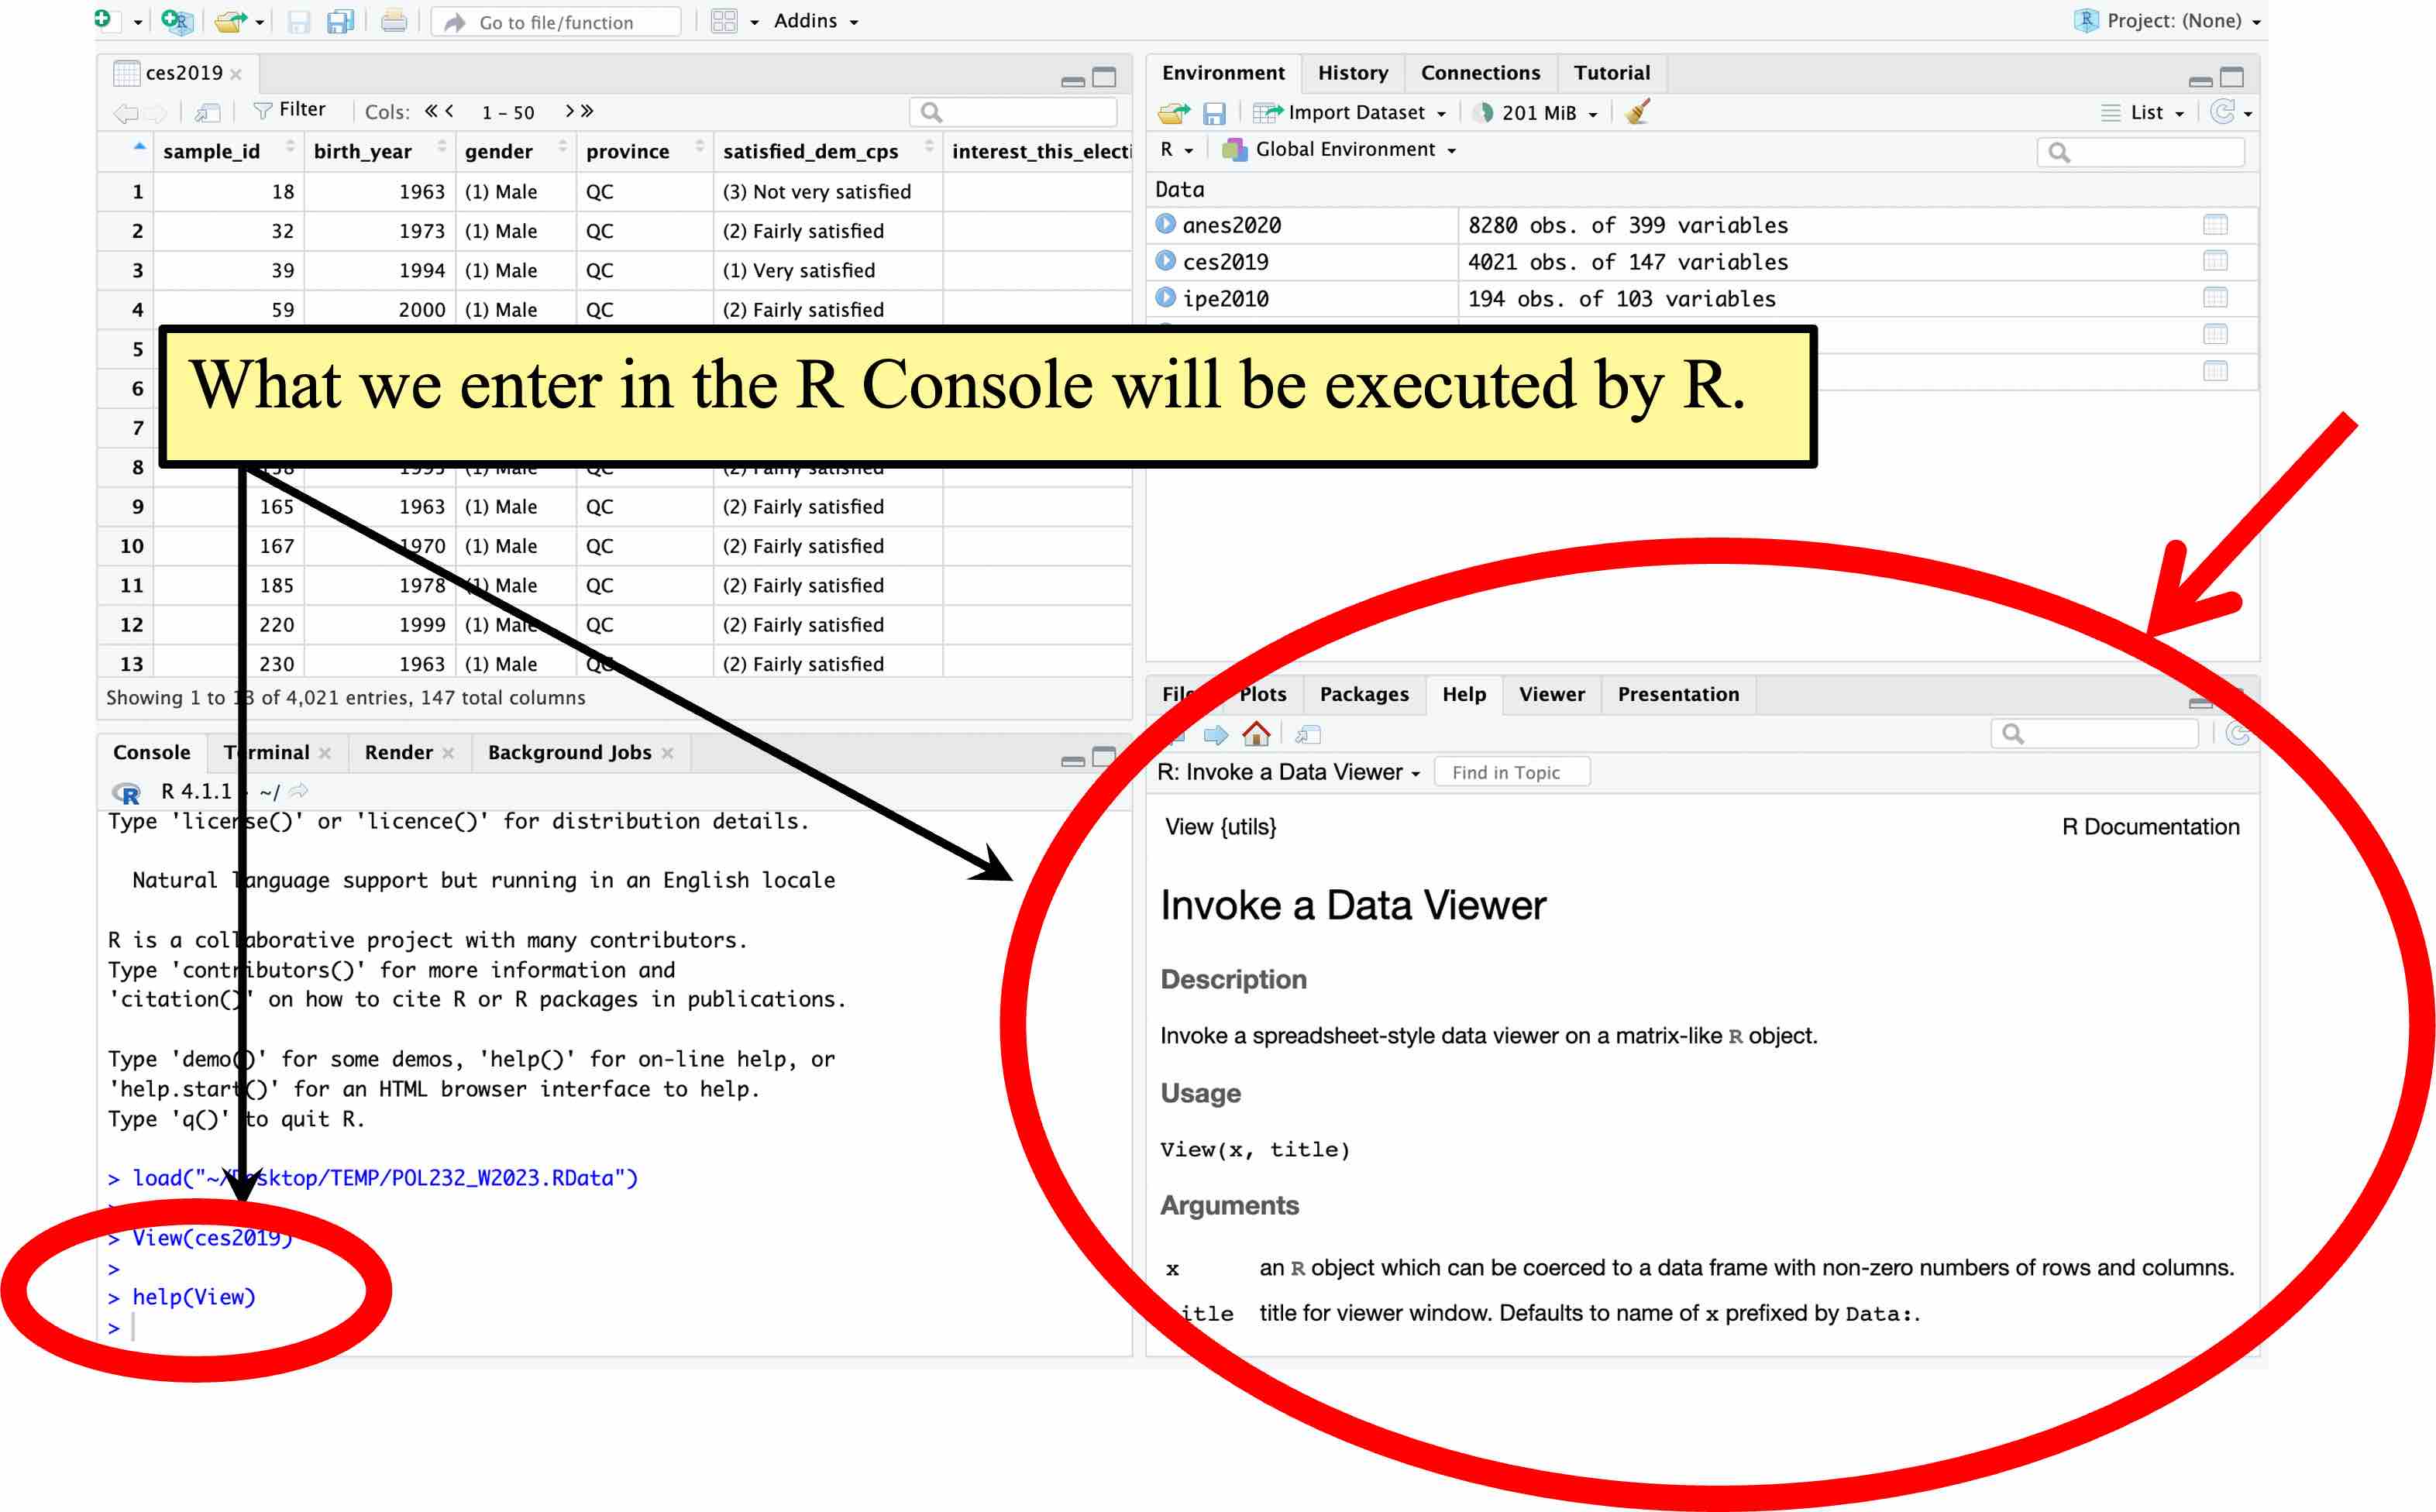 Go to file/function Addins Project: (None)
ces2019
Filter Cols: 1 - 50
sample_id birth_year gender province satisfied_dem_cps interest_this_electi
1 18 1963 (1) Male QC (3) Not very satisfied
2 32 1973 (1) Male QC (2) Fairly satisfied
3 39 1994 (1) Male QC (1) Very satisfied
4 59 2000 (1) Male QC (2) Fairly satisfied
5
6
7
8 (1) Male QC (2) Fairly satisfied
9 165 1963 (1) Male QC (2) Fairly satisfied
10 167 1970 (1) Male QC (2) Fairly satisfied
11 185 1978 (1) Male QC (2) Fairly satisfied
12 220 1999 (1) Male QC (2) Fairly satisfied
13 230 1963 (1) Male QC (2) Fairly satisfied
Showing 1 to 13 of 4,021 entries, 147 total columns
What we enter in the R Console will be executed by R.
Environment History Connections Tutorial
Import Dataset 201 MiB List
R Global Environment
Data
anes2020 8280 obs. of 399 variables
ces2019 4021 obs. of 147 variables
ipe2010 194 obs. of 103 variables
Console Terminal Render Background Jobs
R 4.1.1 · ~/
Type 'license()' or 'licence()' for distribution details.
Natural language support but running in an English locale
R is a collaborative project with many contributors.
Type 'contributors()' for more information and
'citation()' on how to cite R or R packages in publications.
Type 'demo()' for some demos, 'help()' for on-line help, or
'help.start()' for an HTML browser interface to help.
Type 'q()' to quit R.
> load("~/Desktop/TEMP/POL232_W2023.RData")
>
> View(ces2019)
>
> help(View)
>
Files Plots Packages Help Viewer Presentation
R: Invoke a Data Viewer Find in Topic
View {utils} R Documentation
Invoke a Data Viewer
Description
Invoke a spreadsheet-style data viewer on a matrix-like R object.
Usage
View(x, title)
Arguments
x an R object which can be coerced to a data frame with non-zero numbers of rows and columns.
title title for viewer window. Defaults to name of x prefixed by Data:.